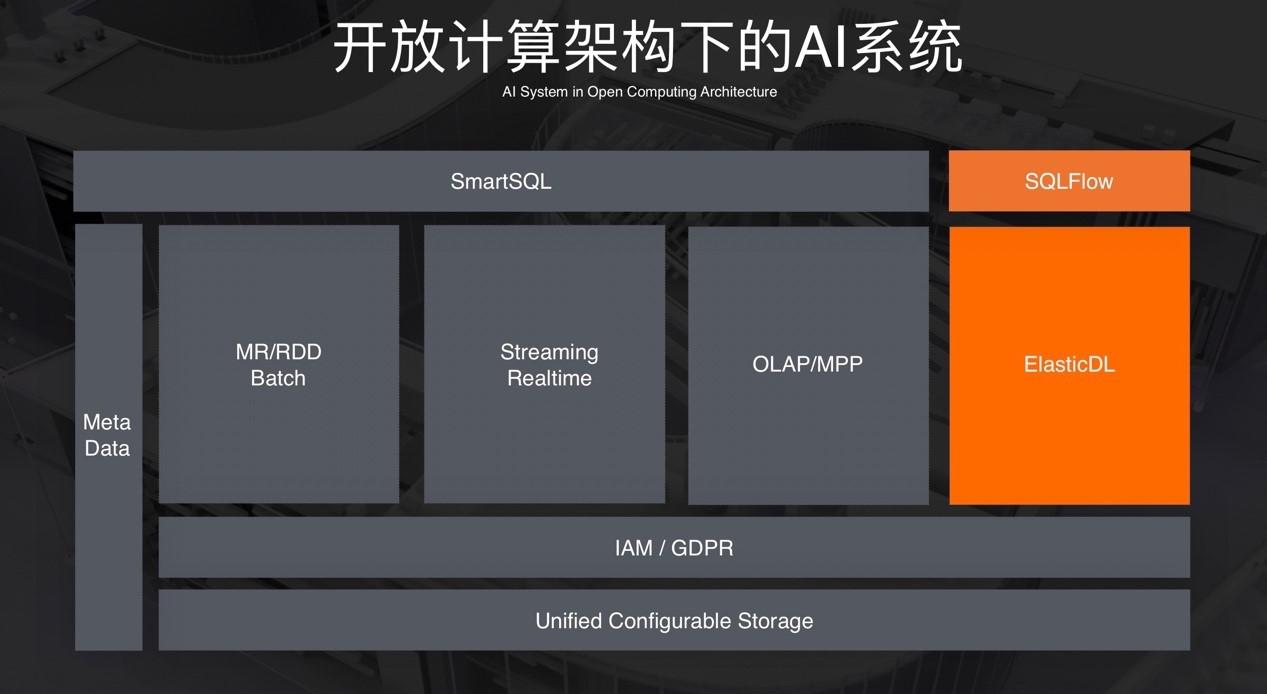 开放计算架构下的AI系统
AI System in Open Computing Architecture
SmartSQL
SQLFlow
Meta
Data
MR/RDD
Batch
Streaming
Realtime
OLAP/MPP
ElasticDL
IAM / GDPR
Unified Configurable Storage